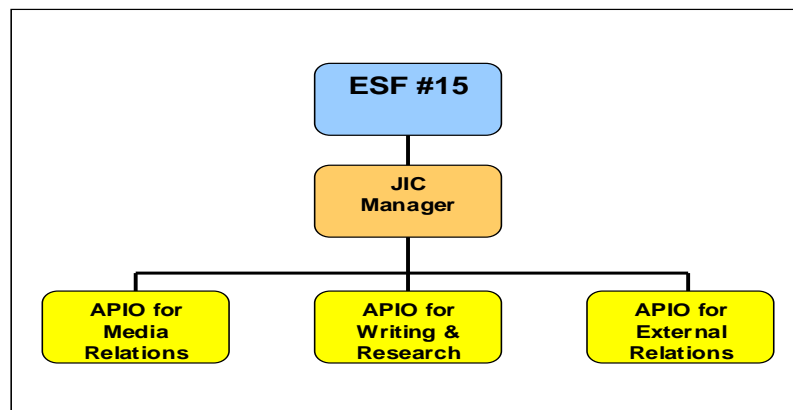 ESF #15
JIC
Manager
APIO for
Media
Relations
APIO for
Writing &
Research
APIO for
External
Relations